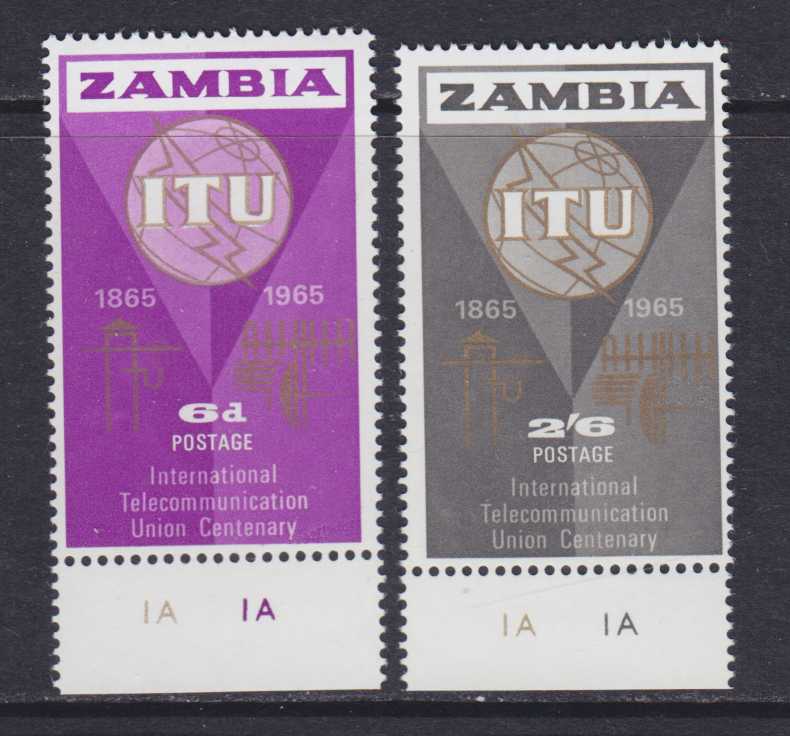 ZAMBIA
ITU
1865 1965
6d
POSTAGE
International
Telecommunication
Union Centenary
1A 1A
ZAMBIA
ITU
1865 1965
2/6
POSTAGE
International
Telecommunication
Union Centenary
1A 1A